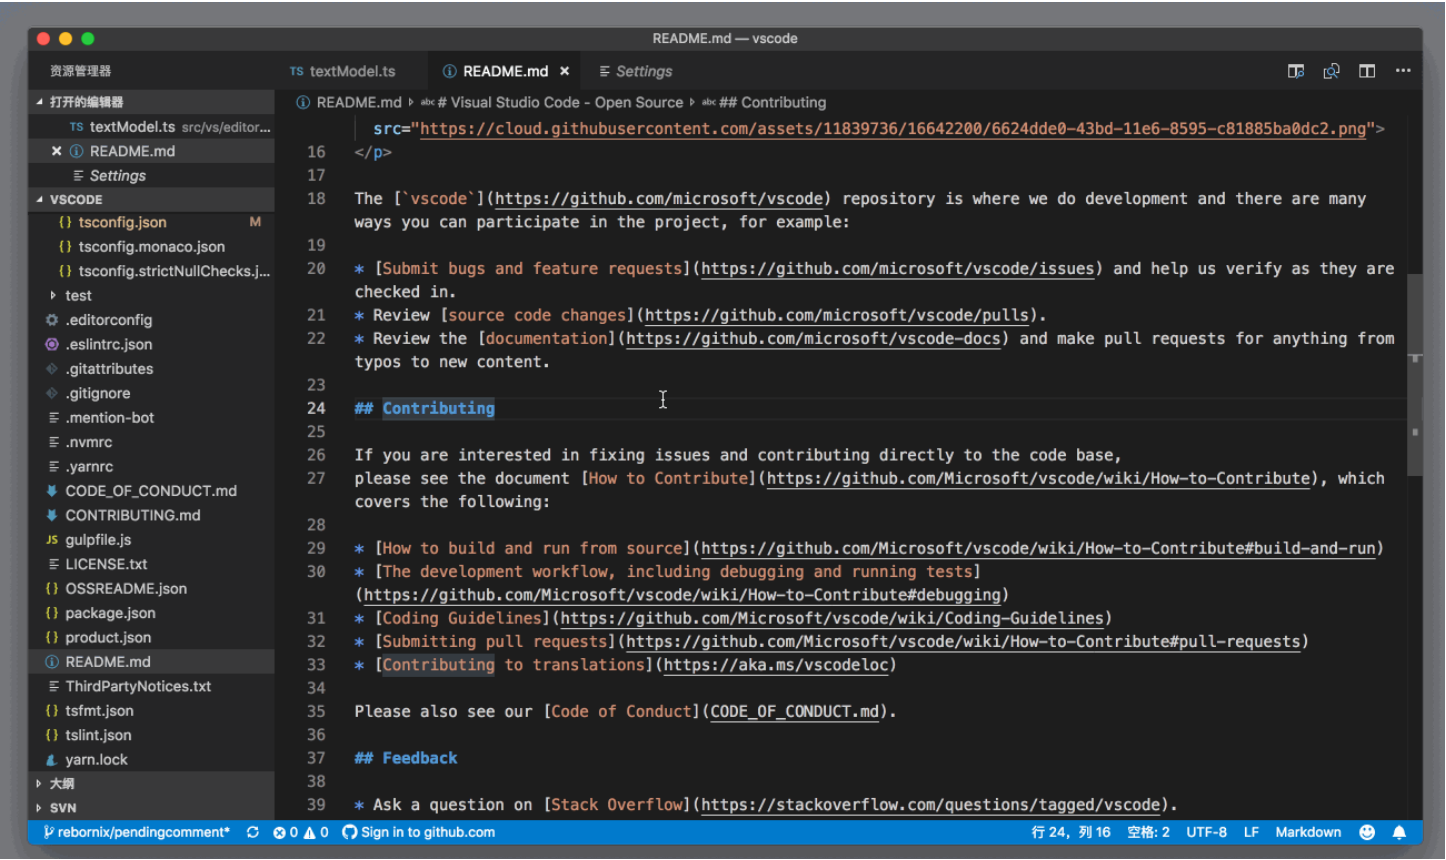 README.md — vscode
资源管理器
TS textModel.ts
README.md ×
Settings
打开的编辑器
TS textModel.ts src/vs/editor...
× README.md
Settings
VSCODE
{} tsconfig.json M
{} tsconfig.monaco.json
{} tsconfig.strictNullChecks.j...
test
.editorconfig
.eslintrc.json
.gitattributes
.gitignore
.mention-bot
.nvmrc
.yarnrc
CODE_OF_CONDUCT.md
CONTRIBUTING.md
JS gulpfile.js
LICENSE.txt
{} OSSREADME.json
{} package.json
{} product.json
README.md
ThirdPartyNotices.txt
{} tsfmt.json
{} tslint.json
yarn.lock
大纲
SVN
README.md › abc # Visual Studio Code - Open Source › abc ## Contributing
src="https://cloud.githubusercontent.com/assets/11839736/16642200/6624dde0-43bd-11e6-8595-c81885ba0dc2.png">
16 </p>
17
18 The [`vscode`](https://github.com/microsoft/vscode) repository is where we do development and there are many
ways you can participate in the project, for example:
19
20 * [Submit bugs and feature requests](https://github.com/microsoft/vscode/issues) and help us verify as they are
checked in.
21 * Review [source code changes](https://github.com/microsoft/vscode/pulls).
22 * Review the [documentation](https://github.com/microsoft/vscode-docs) and make pull requests for anything from
typos to new content.
23
24 ## Contributing
25
26 If you are interested in fixing issues and contributing directly to the code base,
27 please see the document [How to Contribute](https://github.com/Microsoft/vscode/wiki/How-to-Contribute), which
covers the following:
28
29 * [How to build and run from source](https://github.com/Microsoft/vscode/wiki/How-to-Contribute#build-and-run)
30 * [The development workflow, including debugging and running tests]
(https://github.com/Microsoft/vscode/wiki/How-to-Contribute#debugging)
31 * [Coding Guidelines](https://github.com/Microsoft/vscode/wiki/Coding-Guidelines)
32 * [Submitting pull requests](https://github.com/Microsoft/vscode/wiki/How-to-Contribute#pull-requests)
33 * [Contributing to translations](https://aka.ms/vscodeloc)
34
35 Please also see our [Code of Conduct](CODE_OF_CONDUCT.md).
36
37 ## Feedback
38
39 * Ask a question on [Stack Overflow](https://stackoverflow.com/questions/tagged/vscode).
rebornix/pendingcomment* 0 0 Sign in to github.com 行 24，列 16 空格: 2 UTF-8 LF Markdown